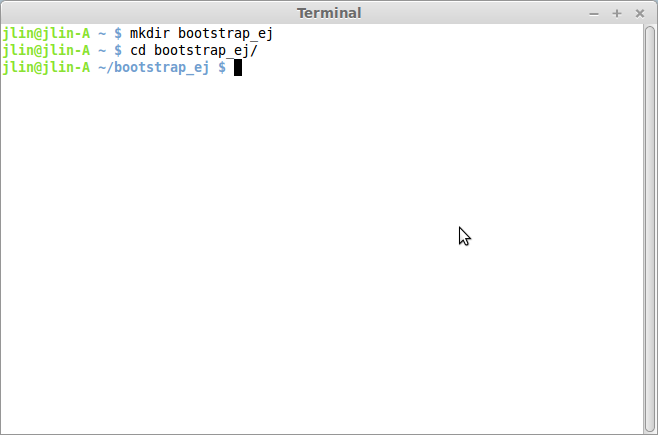 Terminal
jlin@jlin-A ~ $ mkdir bootstrap_ej
jlin@jlin-A ~ $ cd bootstrap_ej/
jlin@jlin-A ~/bootstrap_ej $